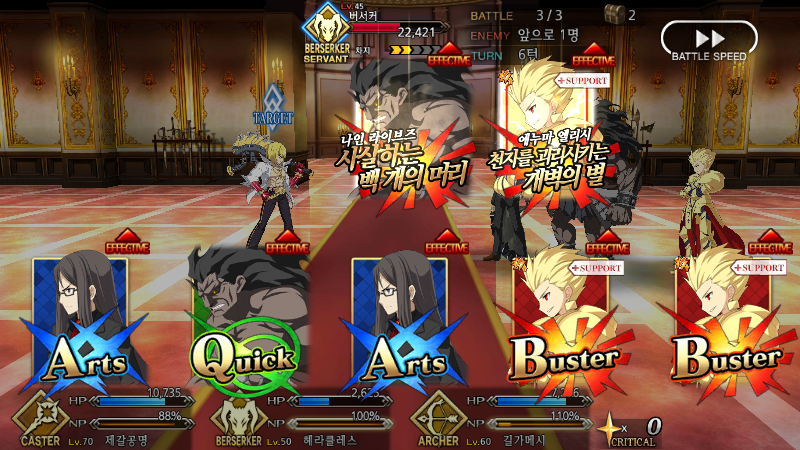 Lv.45
버서커
22,421
BERSERKER
SERVANT
차지
EFFECTIVE
BATTLE 3/3
2
ENEMY 앞으로 1명
TURN 6턴
EFFECTIVE
BATTLE SPEED
TARGET
+SUPPORT
나인 라이브즈
사살하는
백 개의 머리
에누마 엘리시
천지를 괴리시키는
개벽의 별
EFFECTIVE
EFFECTIVE
EFFECTIVE
EFFECTIVE
EFFECTIVE
+SUPPORT
+SUPPORT
Arts
Quick
Arts
Buster
Buster
HP 10,735
NP 88%
CASTER Lv.70 제갈공명
HP
NP 100%
BERSERKER Lv.50 헤라클레스
HP
NP 110%
ARCHER Lv.60 길가메시
x 0
CRITICAL